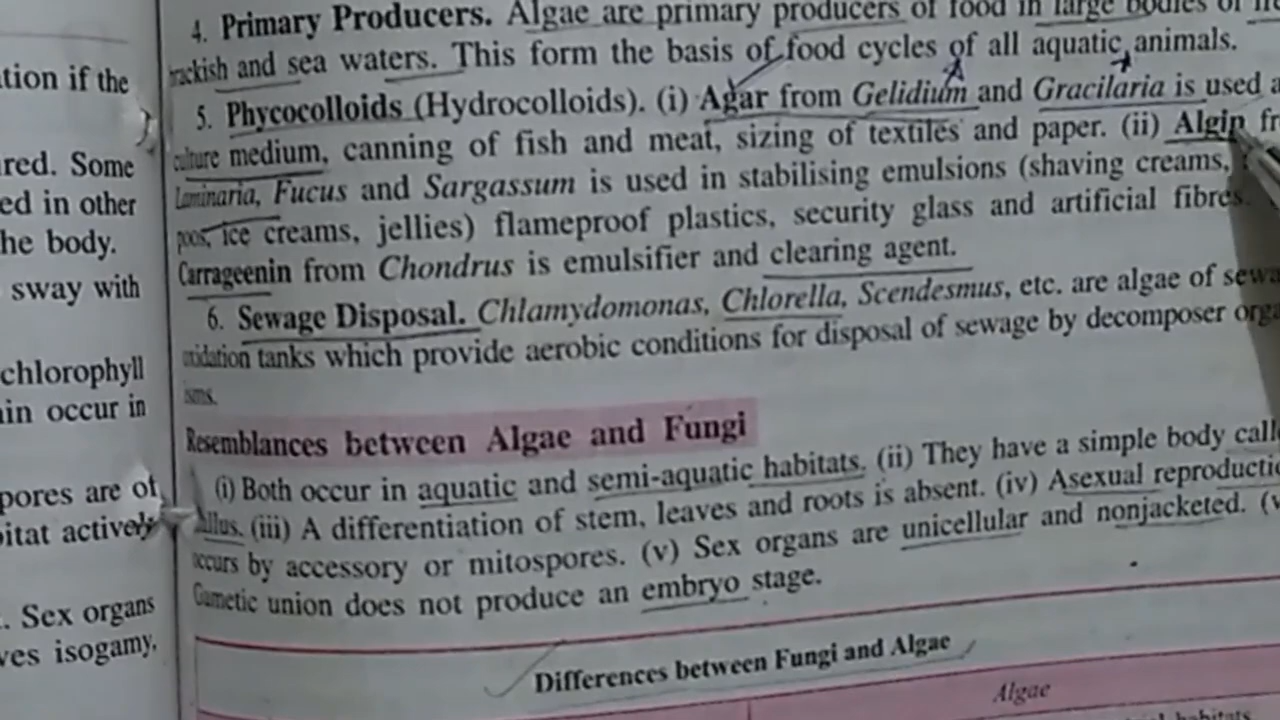 4. Primary Producers. Algae are primary producers of food in large bodies of
brackish and sea waters. This form the basis of food cycles of all aquatic animals.
5. Phycocolloids (Hydrocolloids). (i) Agar from Gelidium and Gracilaria is used
culture medium, canning of fish and meat, sizing of textiles and paper. (ii) Algin
Laminaria, Fucus and Sargassum is used in stabilising emulsions (shaving creams,
ice creams, jellies) flameproof plastics, security glass and artificial fibres.
Carrageenin from Chondrus is emulsifier and clearing agent.
6. Sewage Disposal. Chlamydomonas, Chlorella, Scendesmus, etc. are algae of
oxidation tanks which provide aerobic conditions for disposal of sewage by decomposer
isms.
Resemblances between Algae and Fungi
(i) Both occur in aquatic and semi-aquatic habitats. (ii) They have a simple body
(iii) A differentiation of stem, leaves and roots is absent. (iv) Asexual
occurs by accessory or mitospores. (v) Sex organs are unicellular and nonjacketed.
Gametic union does not produce an embryo stage.
Differences between Fungi and Algae
Algae
habitats
tion if the
red. Some
ed in other
he body.
sway with
chlorophyll
in occur in
pores are of
itat actively
. Sex organs
ves isogamy,